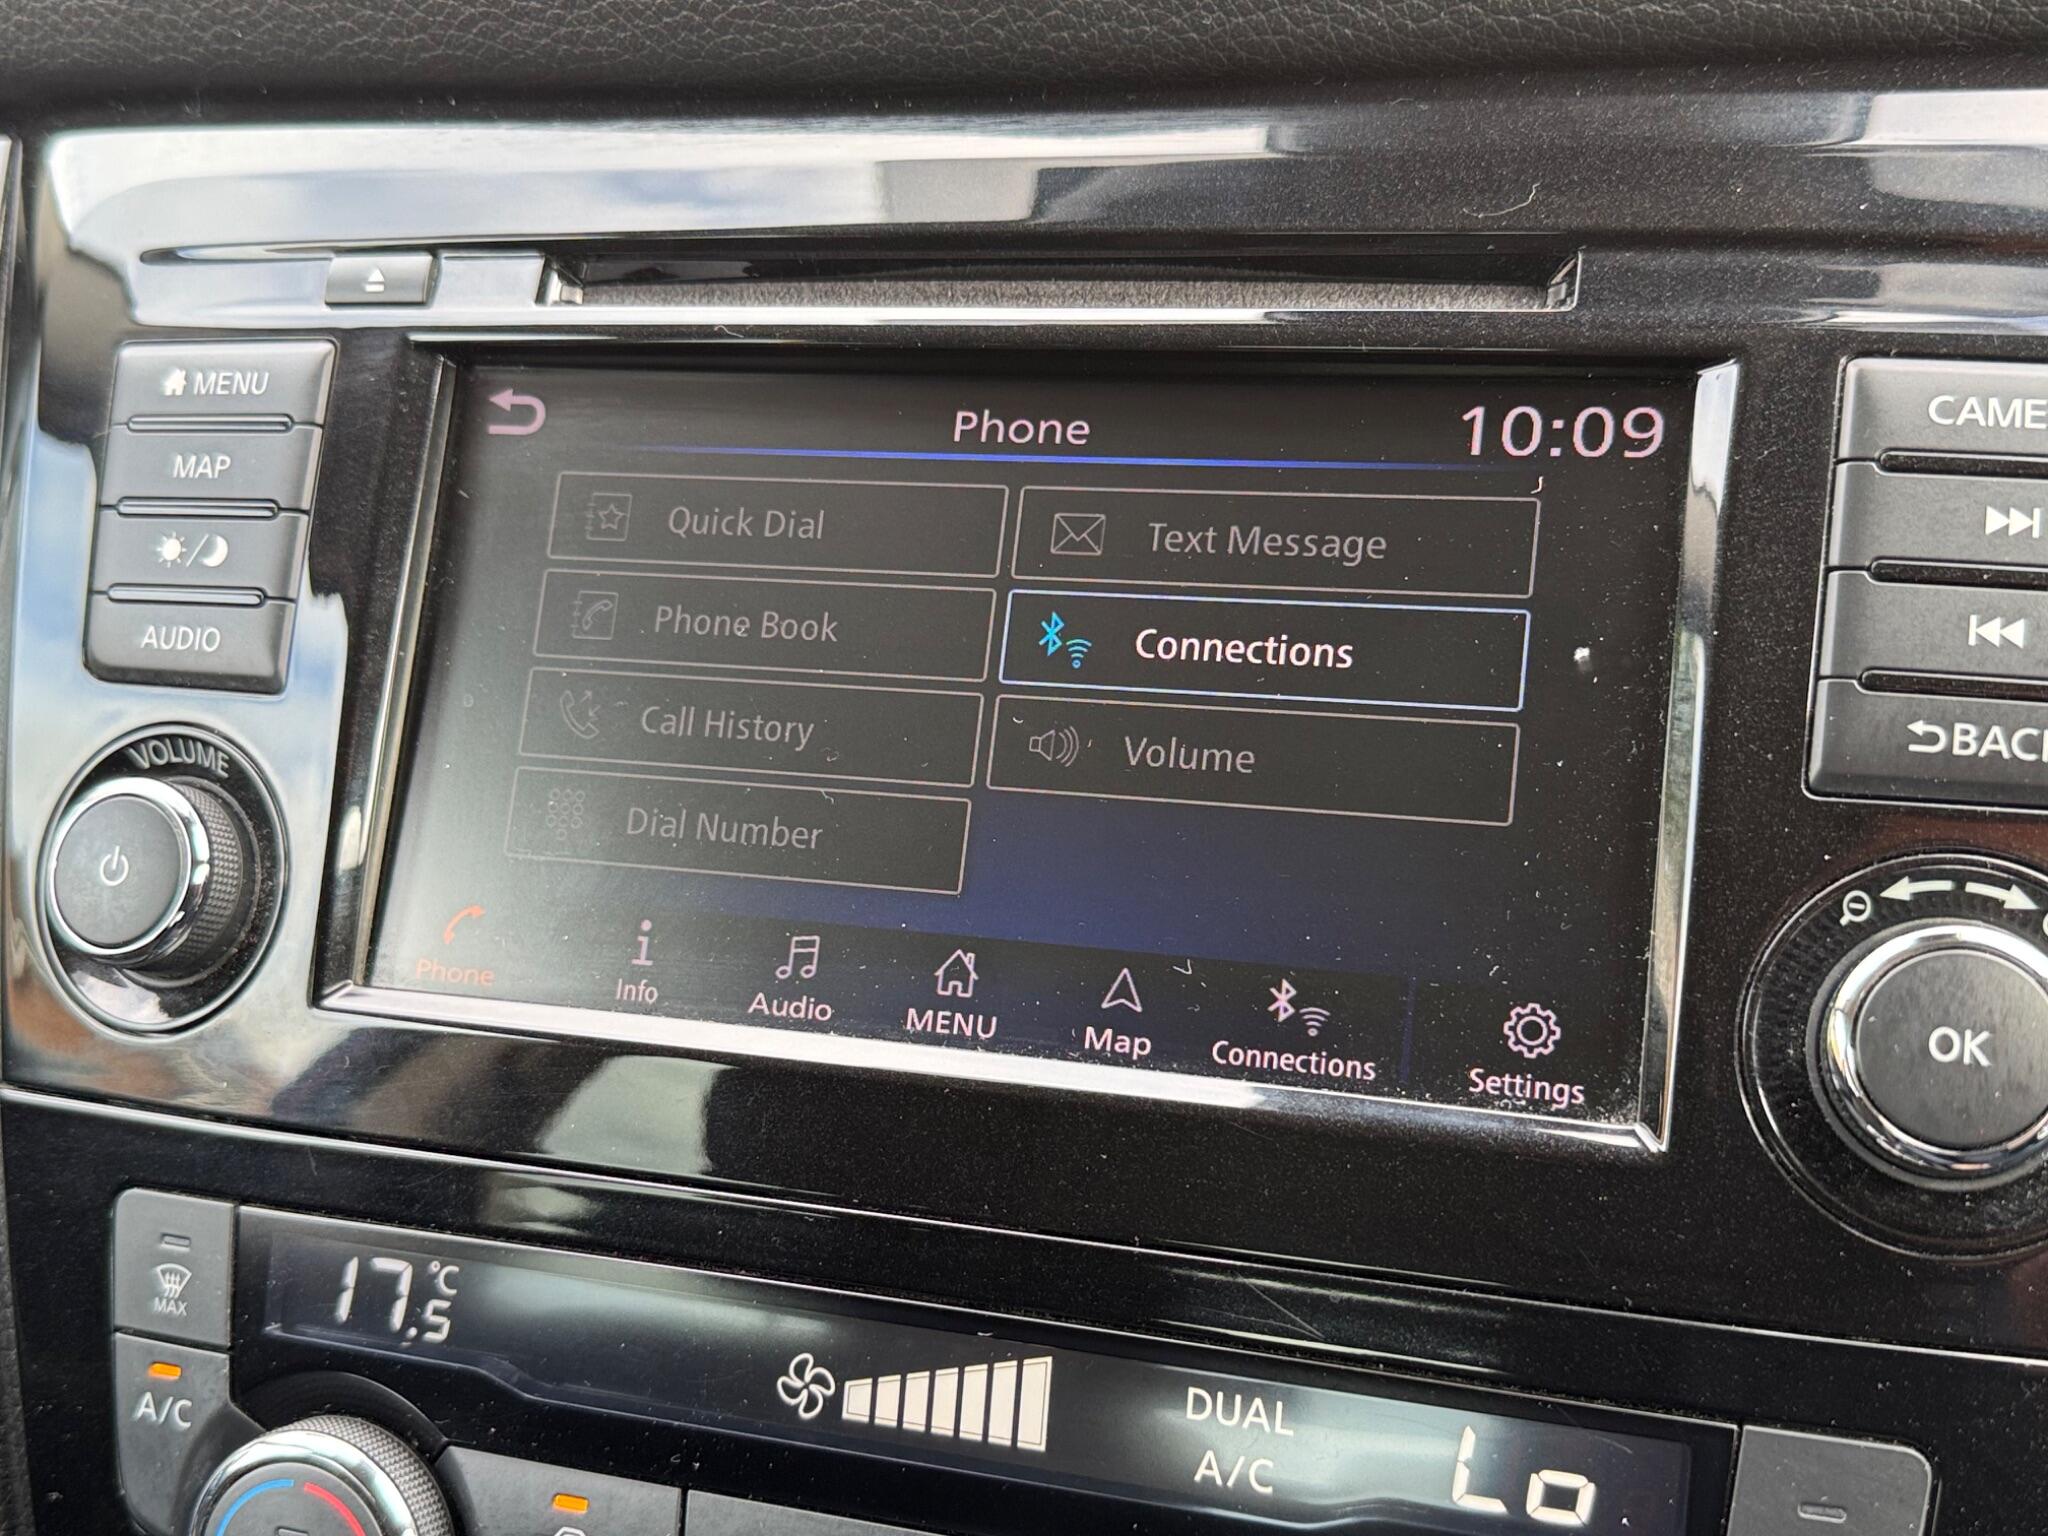 MENU
MAP
AUDIO
VOLUME
Phone
10:09
Quick Dial
Text Message
Phone Book
Connections
Call History
Volume
Dial Number
Phone
Info
Audio
MENU
Map
Connections
Settings
CAME
BACK
OK
MAX
A/C
17.5°C
DUAL
A/C
Lo